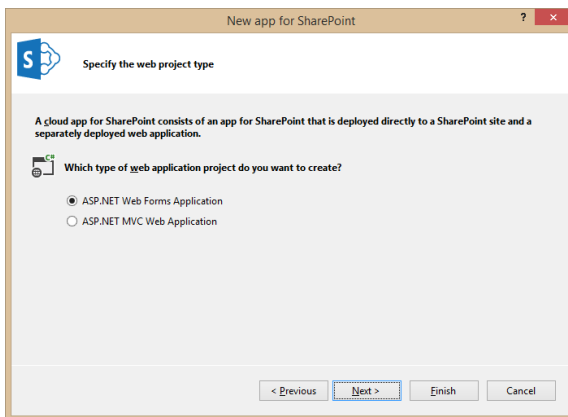 New app for SharePoint
?
×
S
Specify the web project type
A cloud app for SharePoint consists of an app for SharePoint that is deployed directly to a SharePoint site and a
separately deployed web application.
C#
Which type of web application project do you want to create?
ASP.NET Web Forms Application
ASP.NET MVC Web Application
< Previous
Next >
Finish
Cancel